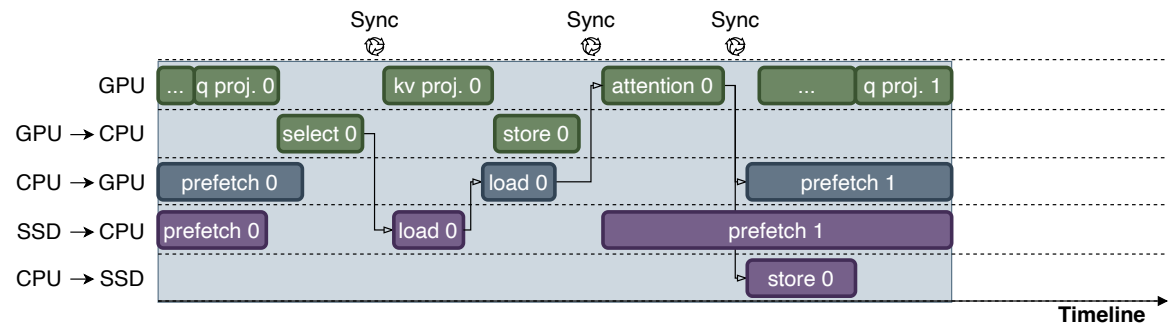 Sync Sync Sync
GPU ... q proj. 0 kv proj. 0 attention 0 ... q proj. 1
GPU → CPU select 0 store 0
CPU → GPU prefetch 0 load 0 prefetch 1
SSD → CPU prefetch 0 load 0 prefetch 1
CPU → SSD store 0
Timeline